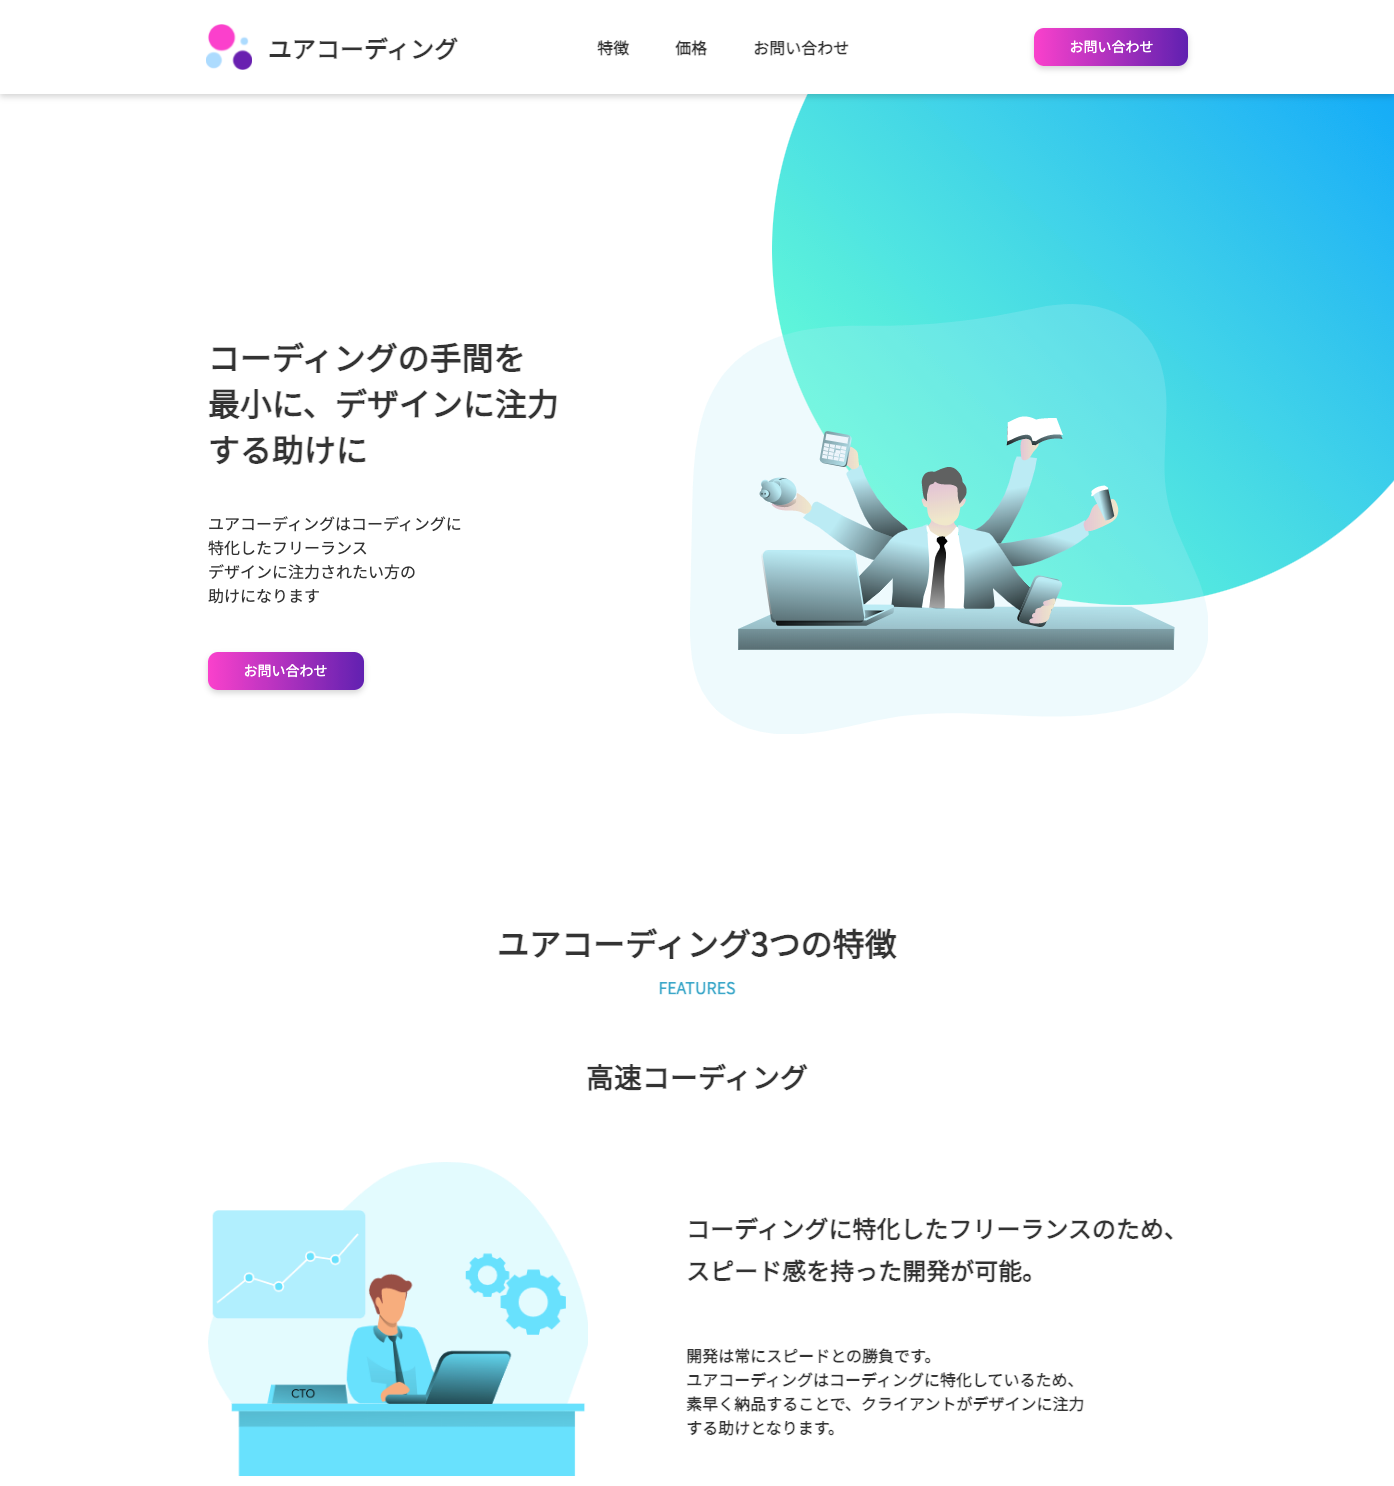 ユアコーディング
特徴
価格
お問い合わせ
お問い合わせ
コーディングの手間を
最小に、デザインに注力
する助けに
ユアコーディングはコーディングに
特化したフリーランス
デザインに注力されたい方の
助けになります
お問い合わせ
ユアコーディング3つの特徴
FEATURES
高速コーディング
コーディングに特化したフリーランスのため、
スピード感を持った開発が可能。
開発は常にスピードとの勝負です。
ユアコーディングはコーディングに特化しているため、
素早く納品することで、クライアントがデザインに注力
する助けとなります。
CTO